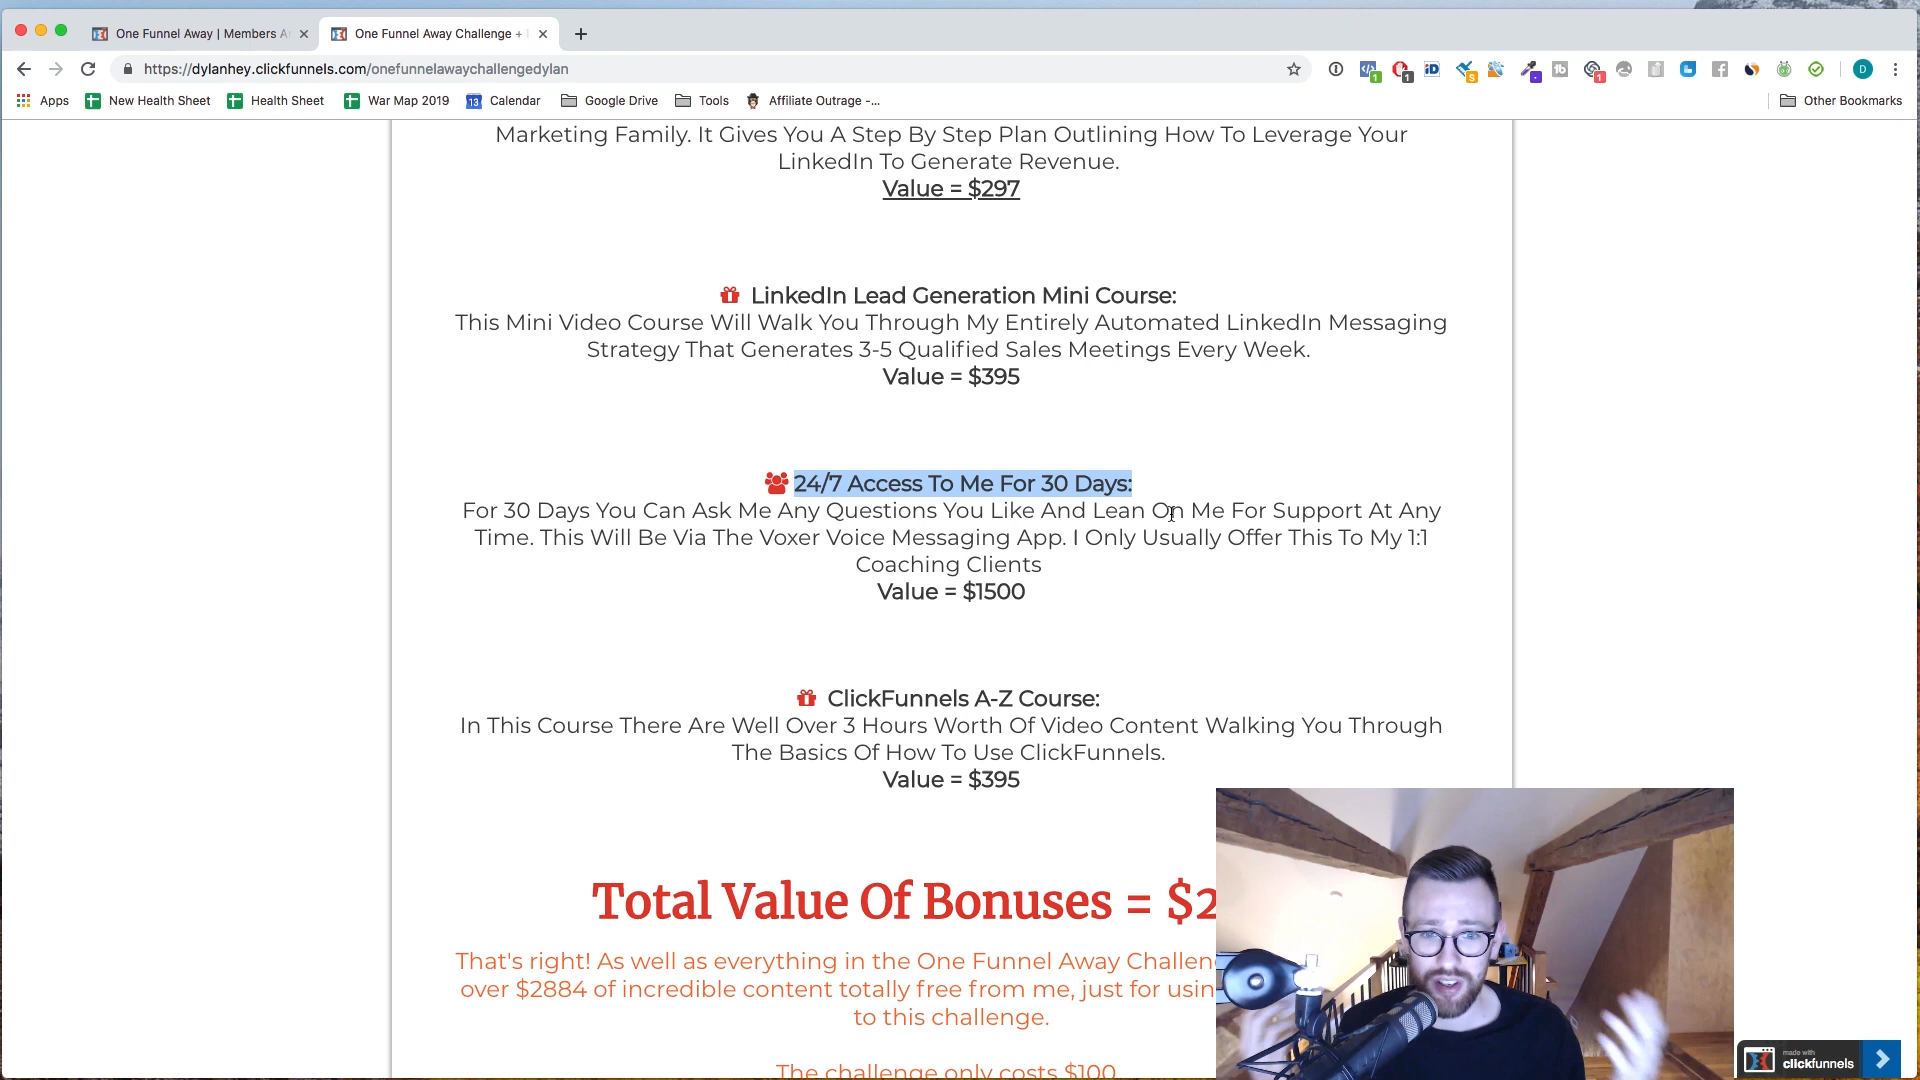 One Funnel Away | Members A
One Funnel Away Challenge +
https://dylanhey.clickfunnels.com/onefunnelawaychallengedylan
Apps
New Health Sheet
Health Sheet
War Map 2019
13
Calendar
Google Drive
Tools
Affiliate Outrage -...
Other Bookmarks
Marketing Family. It Gives You A Step By Step Plan Outlining How To Leverage Your
LinkedIn To Generate Revenue.
Value = $297
LinkedIn Lead Generation Mini Course:
This Mini Video Course Will Walk You Through My Entirely Automated LinkedIn Messaging
Strategy That Generates 3-5 Qualified Sales Meetings Every Week.
Value = $395
24/7 Access To Me For 30 Days:
For 30 Days You Can Ask Me Any Questions You Like And Lean On Me For Support At Any
Time. This Will Be Via The Voxer Voice Messaging App. I Only Usually Offer This To My 1:1
Coaching Clients
Value = $1500
ClickFunnels A-Z Course:
In This Course There Are Well Over 3 Hours Worth Of Video Content Walking You Through
The Basics Of How To Use ClickFunnels.
Value = $395
Total Value Of Bonuses = $2
That's right! As well as everything in the One Funnel Away Challen
over $2884 of incredible content totally free from me, just for usin
to this challenge.
The challenge only costs $100
made with
clickfunnels